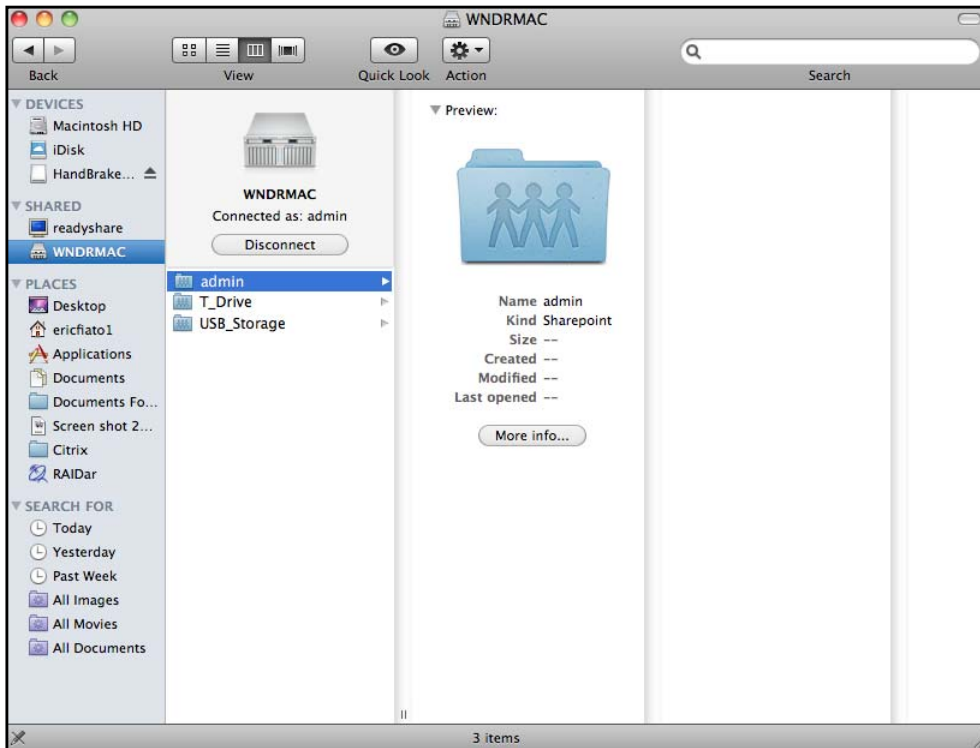 WNDRMAC
Back
View
Quick Look
Action
Search
DEVICES
Macintosh HD
iDisk
HandBrake...
SHARED
readyshare
WNDRMAC
PLACES
Desktop
ericfiato1
Applications
Documents
Documents Fo...
Screen shot 2...
Citrix
RAIDar
SEARCH FOR
Today
Yesterday
Past Week
All Images
All Movies
All Documents
WNDRMAC
Connected as: admin
Disconnect
admin
T_Drive
USB_Storage
Preview:
Name admin
Kind Sharepoint
Size --
Created --
Modified --
Last opened --
More info...
3 items